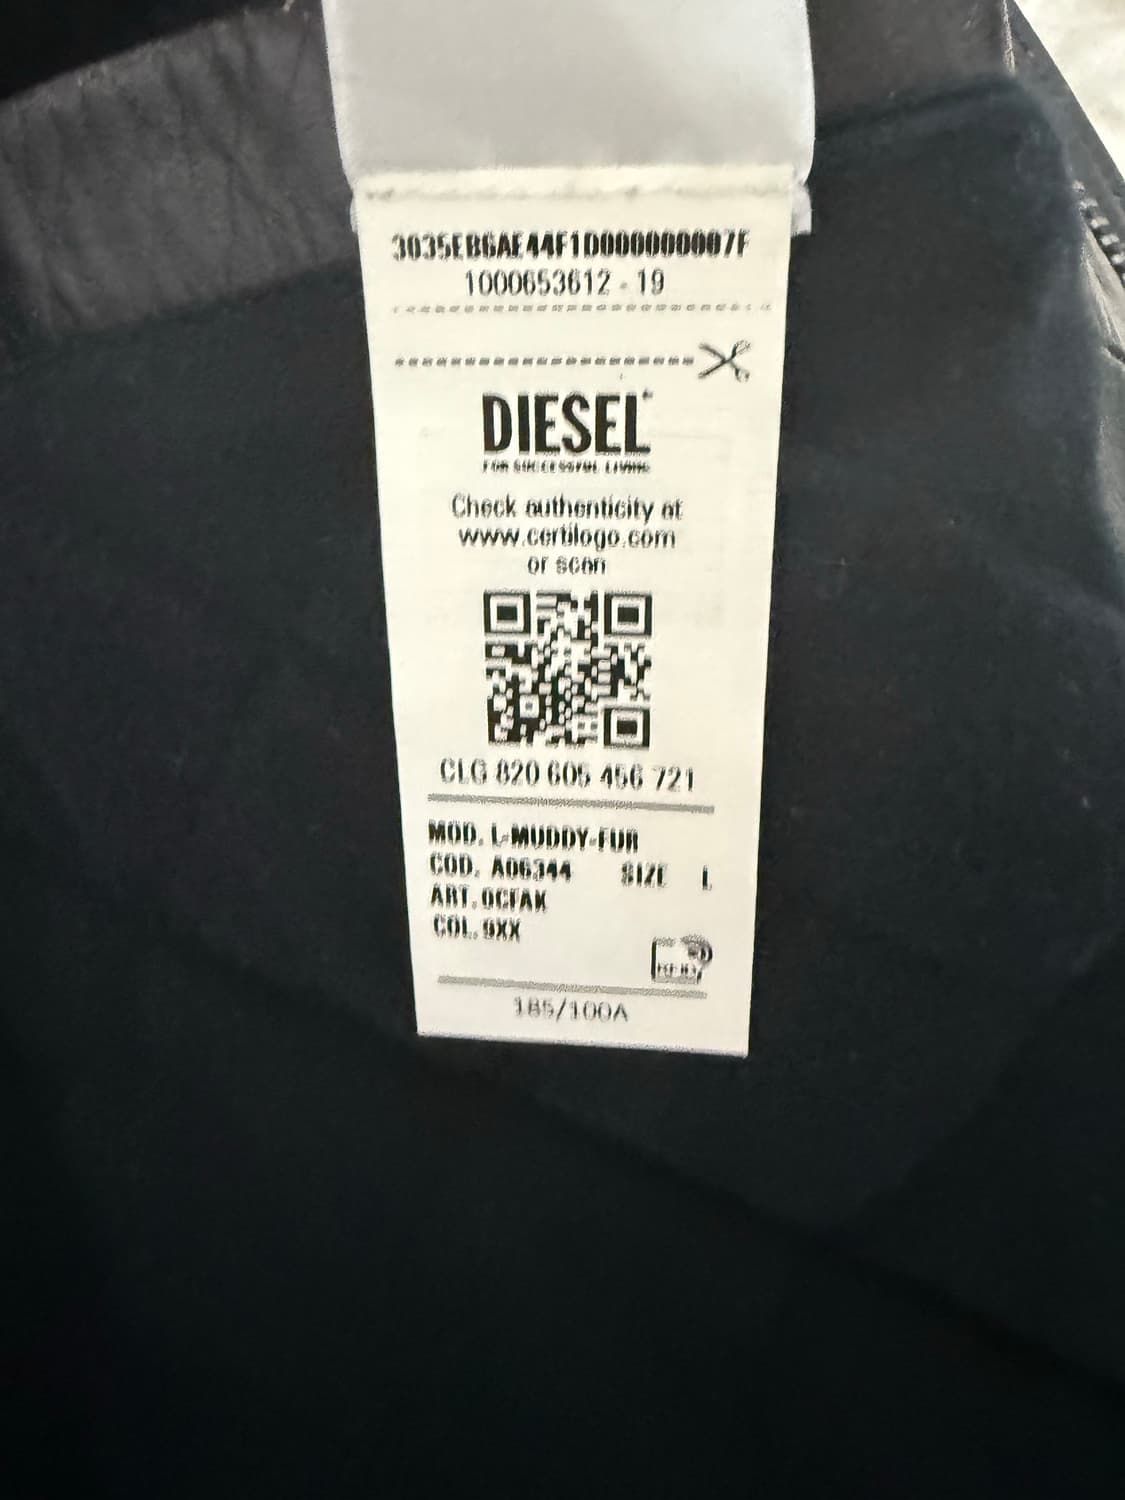 3035EB6AE44F1D000000007F
1000653612 - 19
DIESEL
FOR SUCCESSFUL LIVING
Check authenticity at
www.certilogo.com
or scan
CLG 820 605 456 721
MOD. L-MUDDY-FUR
COD. A06344 SIZE L
ART. 0CFAK
COL. 9XX
RFID
185/100A